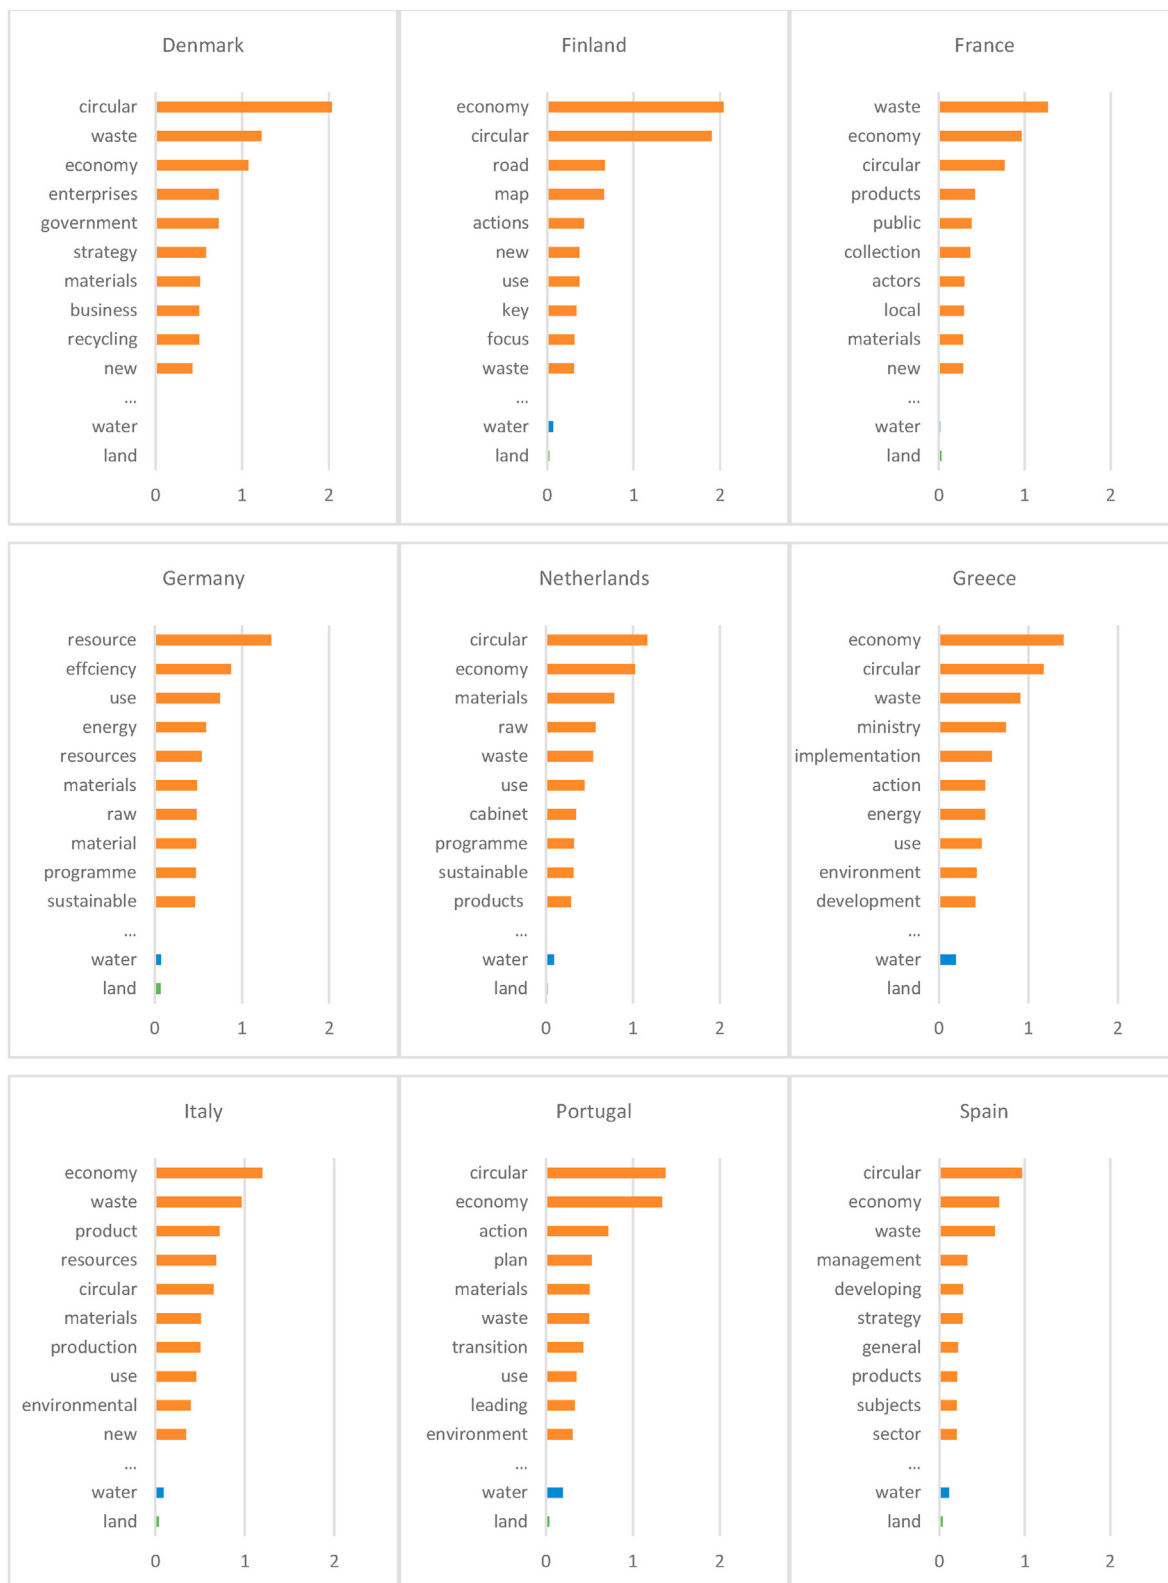 Denmark
circular
waste
economy
enterprises
government
strategy
materials
business
recycling
new
...
water
land
0 1 2
Finland
economy
circular
road
map
actions
new
use
key
focus
waste
...
water
land
0 1 2
France
waste
economy
circular
products
public
collection
actors
local
materials
new
...
water
land
0 1 2
Germany
resource
effciency
use
energy
resources
materials
raw
material
programme
sustainable
...
water
land
0 1 2
Netherlands
circular
economy
materials
raw
waste
use
cabinet
programme
sustainable
products
...
water
land
0 1 2
Greece
economy
circular
waste
ministry
implementation
action
energy
use
environment
development
...
water
land
0 1 2
Italy
economy
waste
product
resources
circular
materials
production
use
environmental
new
...
water
land
0 1 2
Portugal
circular
economy
action
plan
materials
waste
transition
use
leading
environment
...
water
land
0 1 2
Spain
circular
economy
waste
management
developing
strategy
general
products
subjects
sector
...
water
land
0 1 2